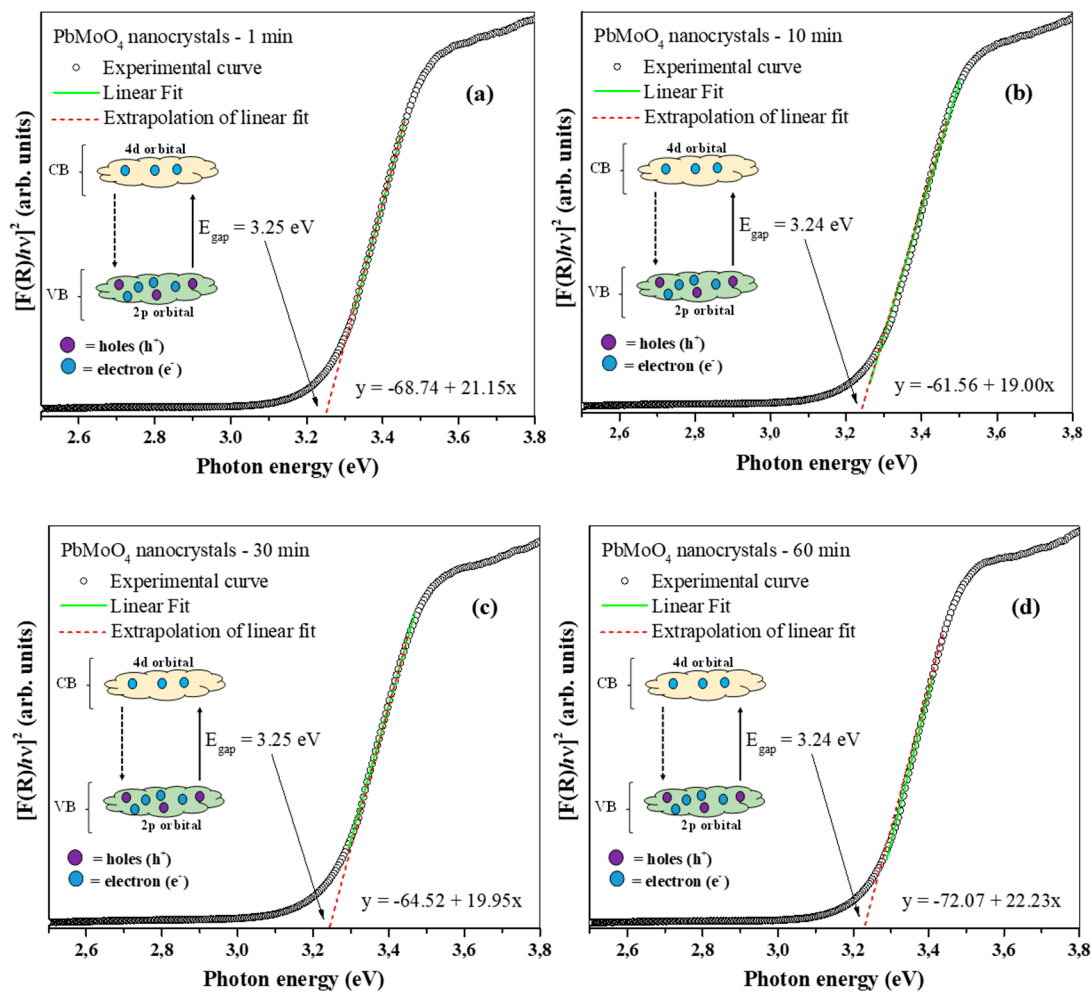 PbMoO₄ nanocrystals - 1 min
Experimental curve
Linear Fit
Extrapolation of linear fit
(a)
4d orbital
CB
E_gap = 3.25 eV
VB
2p orbital
= holes (h⁺)
= electron (e⁻)
y = -68.74 + 21.15x
[F(R)hν]² (arb. units)
2.6 2.8 3.0 3.2 3.4 3.6 3.8
Photon energy (eV)
PbMoO₄ nanocrystals - 10 min
Experimental curve
Linear Fit
Extrapolation of linear fit
(b)
4d orbital
CB
E_gap = 3.24 eV
VB
2p orbital
= holes (h⁺)
= electron (e⁻)
y = -61.56 + 19.00x
[F(R)hν]² (arb. units)
2,6 2,8 3,0 3,2 3,4 3,6 3,8
Photon energy (eV)
PbMoO₄ nanocrystals - 30 min
Experimental curve
Linear Fit
Extrapolation of linear fit
(c)
4d orbital
CB
E_gap = 3.25 eV
VB
2p orbital
= holes (h⁺)
= electron (e⁻)
y = -64.52 + 19.95x
[F(R)hν]² (arb. units)
2,6 2,8 3,0 3,2 3,4 3,6 3,8
Photon energy (eV)
PbMoO₄ nanocrystals - 60 min
Experimental curve
Linear Fit
Extrapolation of linear fit
(d)
4d orbital
CB
E_gap = 3.24 eV
VB
2p orbital
= holes (h⁺)
= electron (e⁻)
y = -72.07 + 22.23x
[F(R)hν]² (arb. units)
2,6 2,8 3,0 3,2 3,4 3,6 3,8
Photon energy (eV)